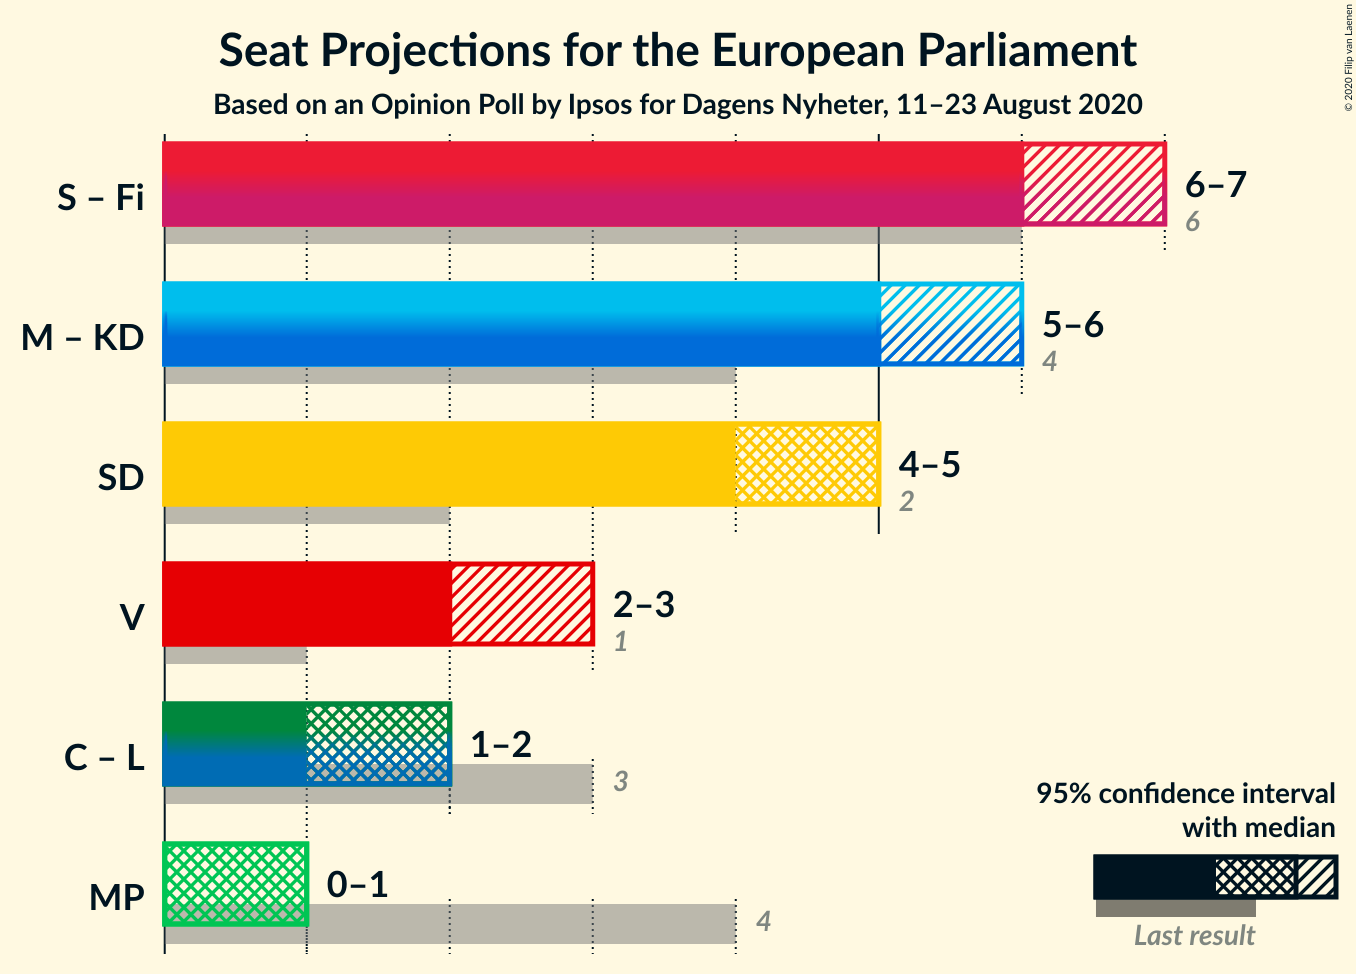 Seat Projections for the European Parliament
Based on an Opinion Poll by Ipsos for Dagens Nyheter, 11–23 August 2020
© 2020 Filip van Laenen
S – Fi
6–7
6
M – KD
5–6
4
SD
4–5
2
V
2–3
1
C – L
1–2
3
MP
0–1
4
95% confidence interval
with median
Last result